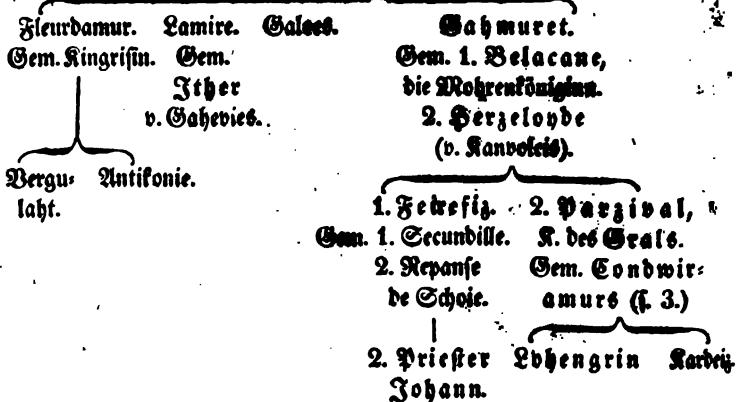 Fleurdamur. Lamire. Galoes. Gahmuret.
Gem. Kingrisin. Gem. Gem. 1. Belacane,
Ither die Mohrenköniginn.
v. Gahevies. 2. Herzeloyde
(v. Kanvoleis).
Vergu- Antikonie.
laht.
1. Feirefiz. 2. Parzival,
Gem. 1. Secundille. K. des Grals.
2. Repanse Gem. Condwir-
de Schoie. amurs (s. 3.)
2. Priester Lohengrin Kardeiz.
Johann.